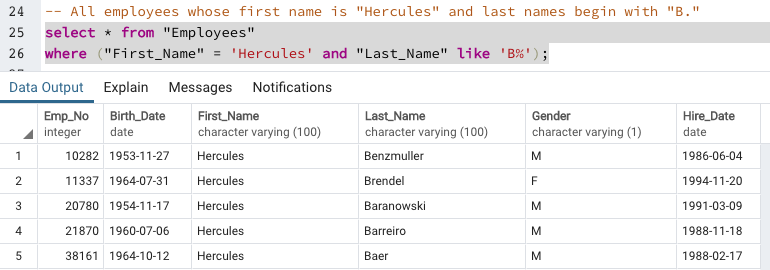 24 -- All employees whose first name is "Hercules" and last names begin with "B."
25 select * from "Employees"
26 where ("First_Name" = 'Hercules' and "Last_Name" like 'B%');
Data Output Explain Messages Notifications
Emp_No Birth_Date First_Name Last_Name Gender Hire_Date
integer date character varying (100) character varying (100) character varying (1) date
1 10282 1953-11-27 Hercules Benzmuller M 1986-06-04
2 11337 1964-07-31 Hercules Brendel F 1994-11-20
3 20780 1954-11-17 Hercules Baranowski M 1991-03-09
4 21870 1960-07-06 Hercules Barreiro M 1988-11-18
5 38161 1964-10-12 Hercules Baer M 1988-02-17